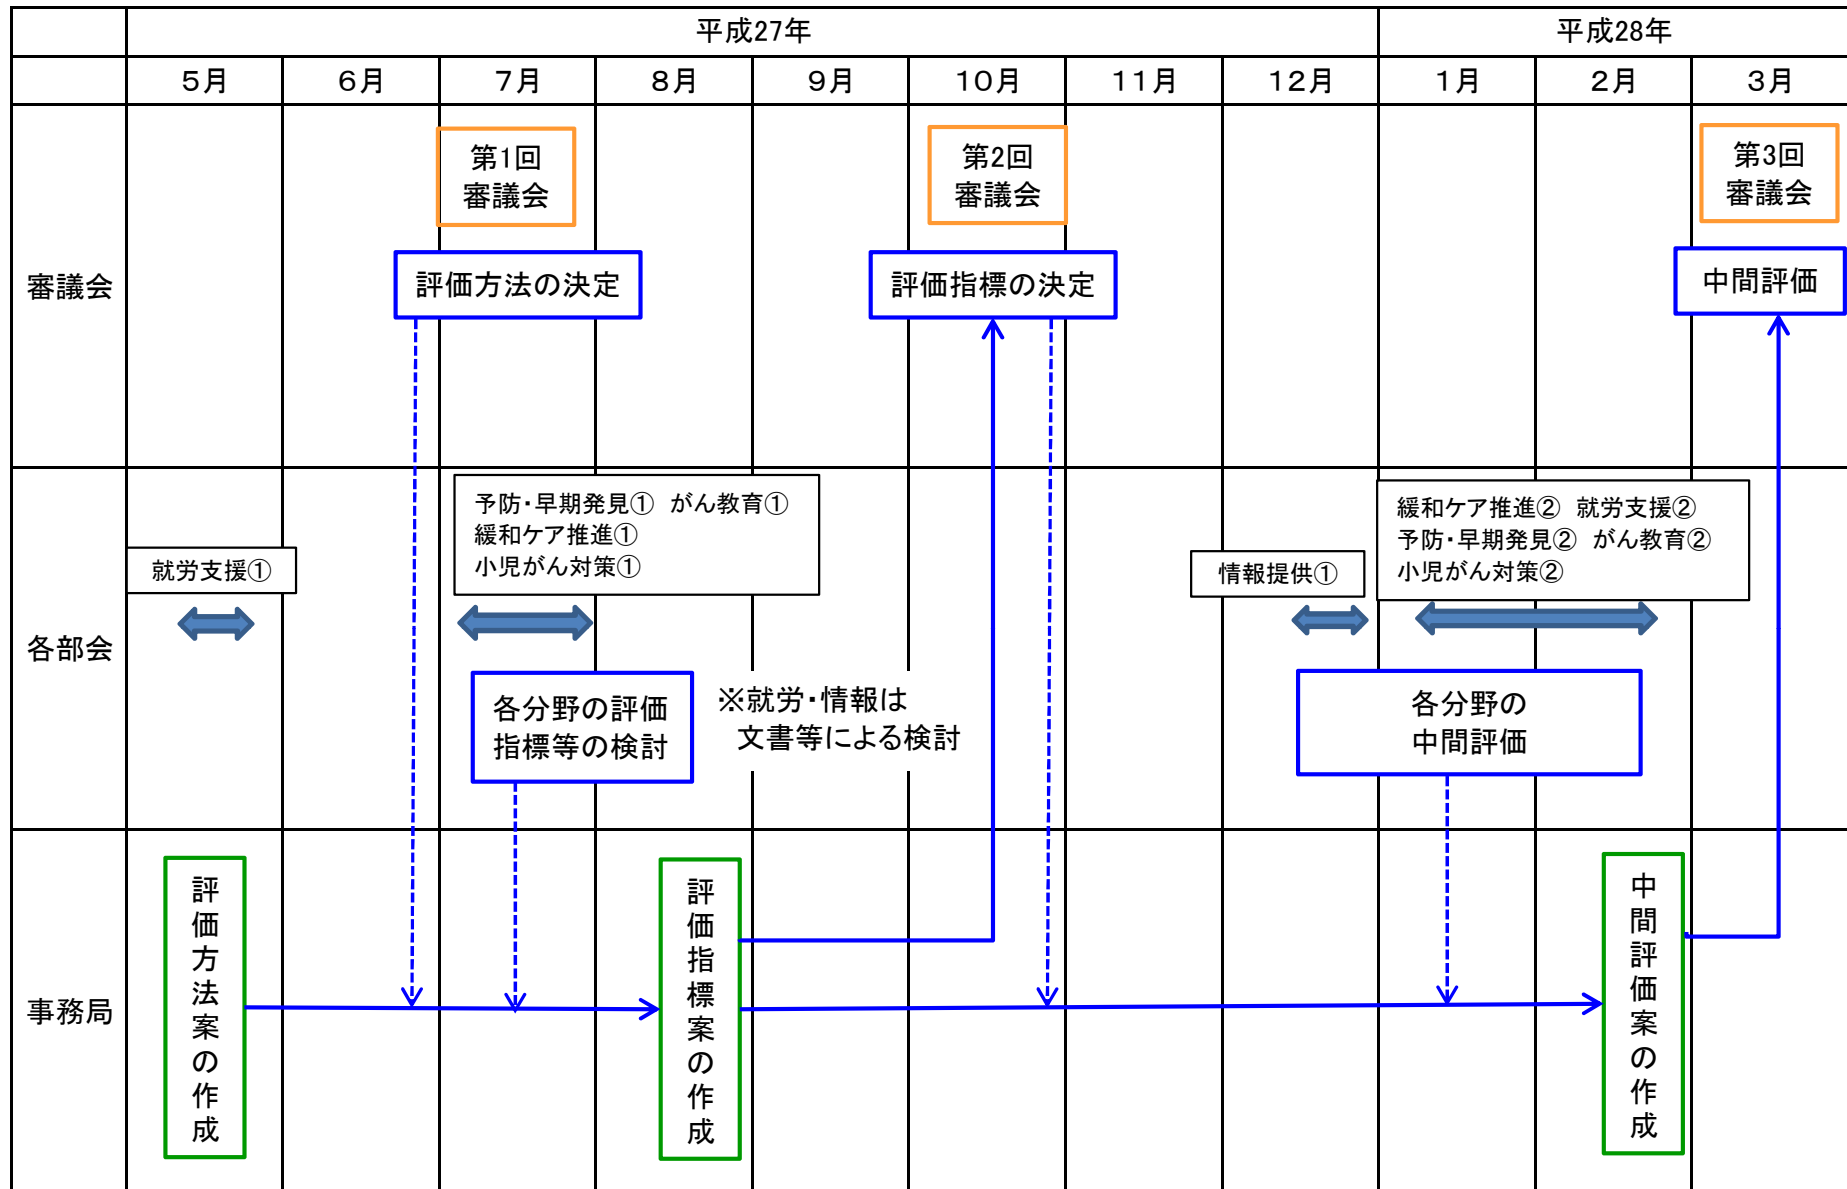 平成27年
平成28年
5月
6月
7月
8月
9月
10月
11月
12月
1月
2月
3月
審議会
第1回
審議会
第2回
審議会
第3回
審議会
評価方法の決定
評価指標の決定
中間評価
各部会
就労支援①
予防・早期発見① がん教育①
緩和ケア推進①
小児がん対策①
情報提供①
緩和ケア推進② 就労支援②
予防・早期発見② がん教育②
小児がん対策②
各分野の評価
指標等の検討
※就労・情報は
文書等による検討
各分野の
中間評価
事務局
評価方法案の作成
評価指標案の作成
中間評価案の作成